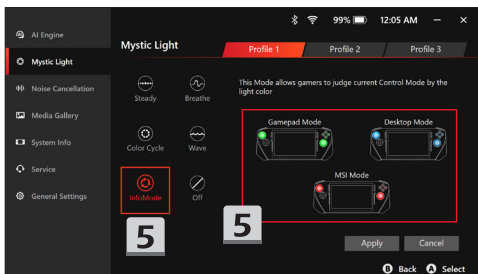 99% 12:05 AM
AI Engine
Mystic Light
Noise Cancellation
Media Gallery
System Info
Service
General Settings
Mystic Light
Profile 1 Profile 2 Profile 3
Steady Breathe
Color Cycle Wave
InfoMode Off
5
This Mode allows gamers to judge current Control Mode by the
light color
Gamepad Mode Desktop Mode
MSI Mode
5
Apply Cancel
B Back A Select